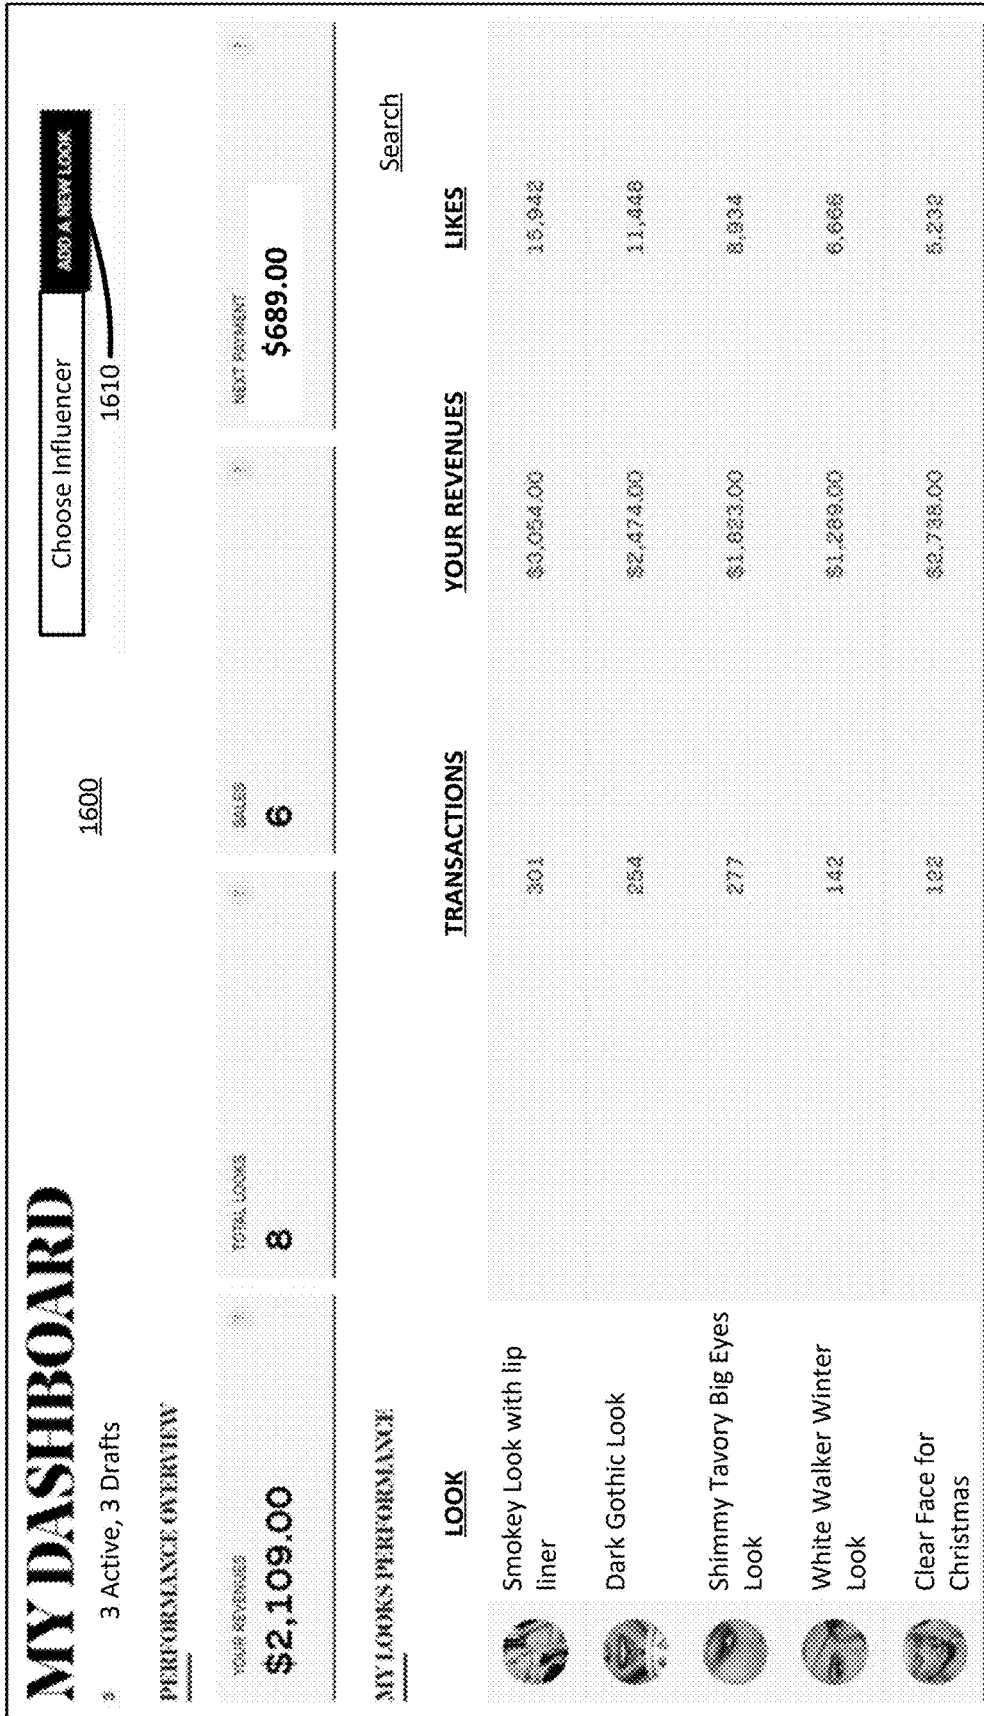 MY DASHBOARD
1600
Choose Influencer
ADD A NEW LOOK
3 Active, 3 Drafts
1610
PERFORMANCE OVERVIEW
YOUR REVENUES
$2,109.00
TOTAL LOOKS
8
SALES
6
NEXT PAYMENT
$689.00
MY LOOKS PERFORMANCE
Search
LOOK TRANSACTIONS YOUR REVENUES LIKES
Smokey Look with lip
liner
301 $3,054.00 15,942
Dark Gothic Look 254 $2,474.00 11,448
Shimmy Tavory Big Eyes
Look
277 $1,823.00 8,934
White Walker Winter
Look
142 $1,289.00 6,666
Clear Face for
Christmas
$2,738.00 5,232